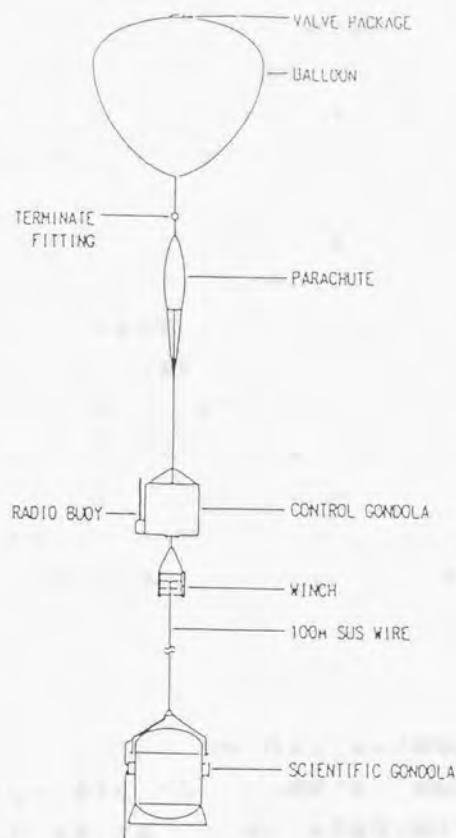 VALVE PACKAGE
BALLOON
TERMINATE
FITTING
PARACHUTE
RADIO BUOY
CONTROL GONDOLA
WINCH
100M SUS WIRE
SCIENTIFIC GONDOLA